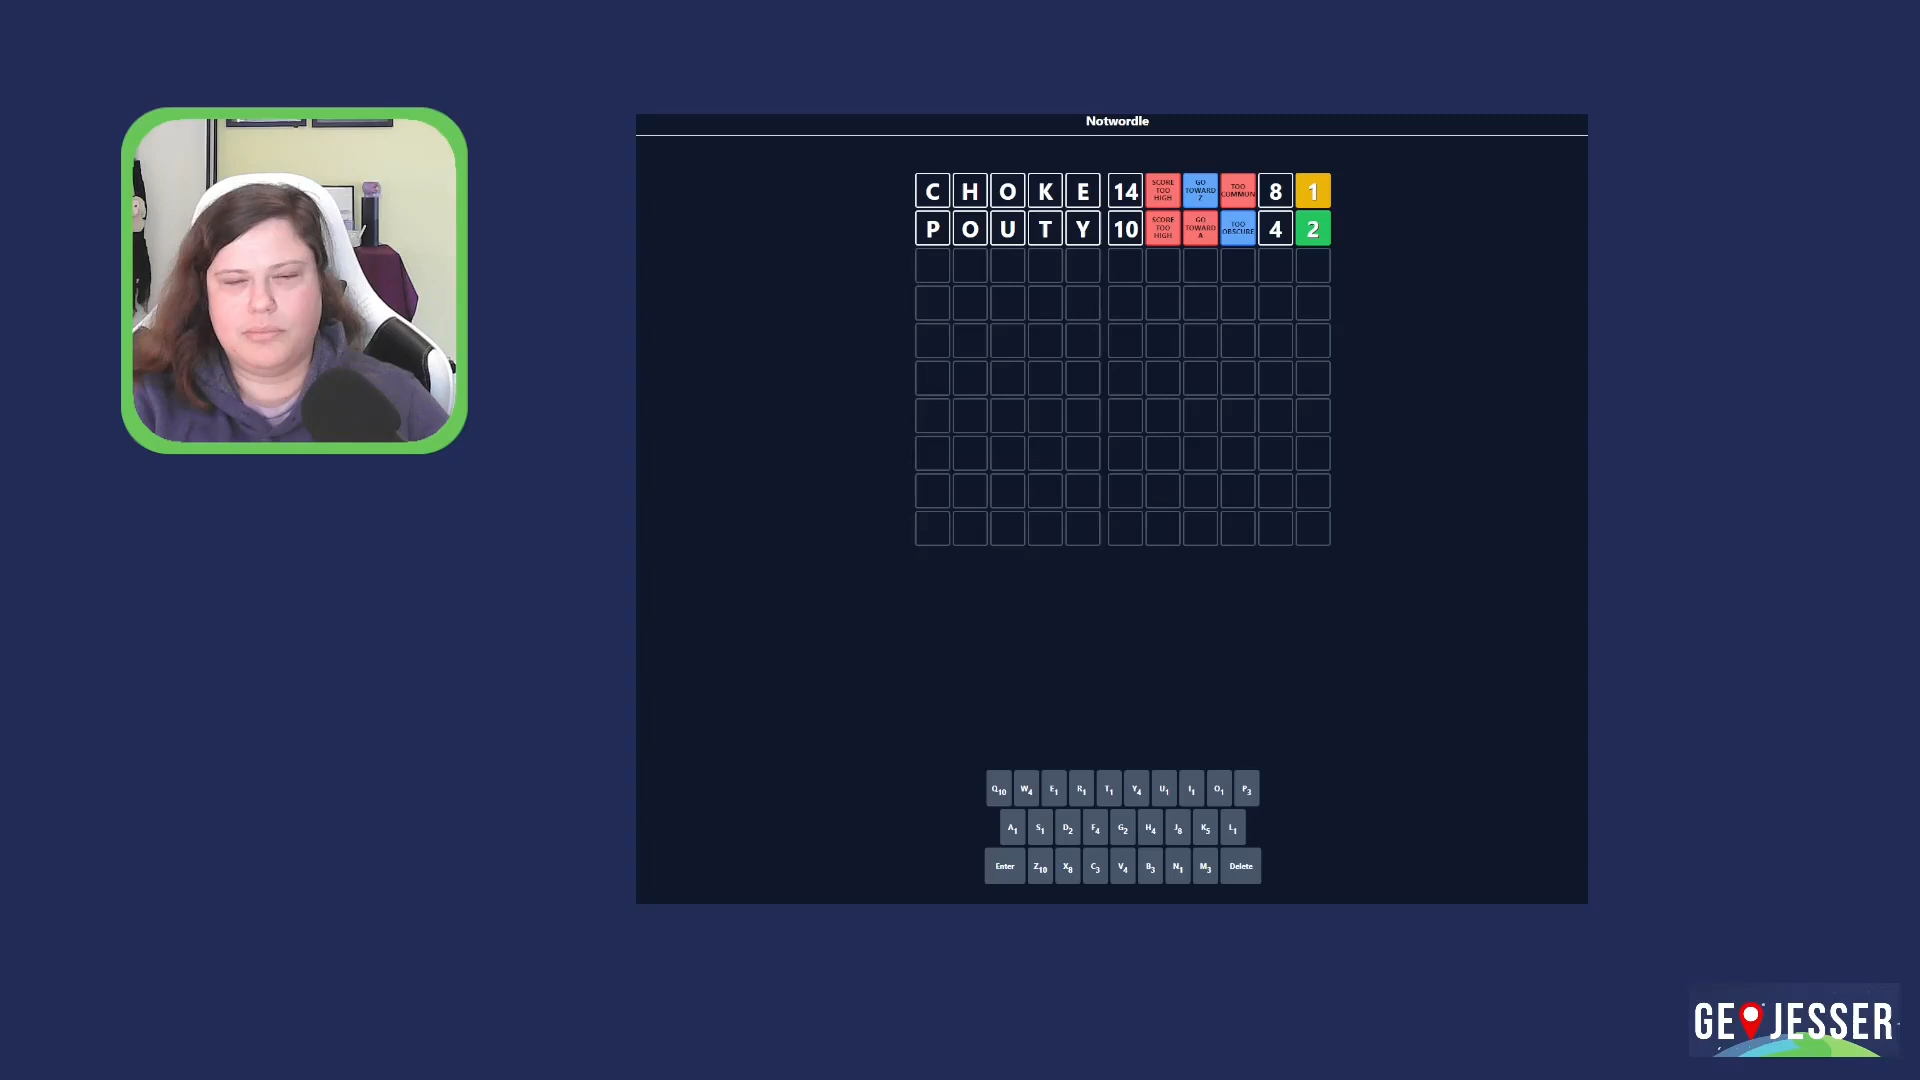 Notwordle
C H O K E 14 SCORE TOO HIGH GO TOWARD Z TOO COMMON 8 1
P O U T Y 10 SCORE TOO HIGH GO TOWARD A TOO OBSCURE 4 2
Q10 W4 E1 R1 T1 Y4 U1 I1 O1 P3
A1 S1 D2 F4 G2 H4 J8 K5 L1
Enter Z10 X8 C3 V4 B3 N1 M3 Delete
GEOJESSER